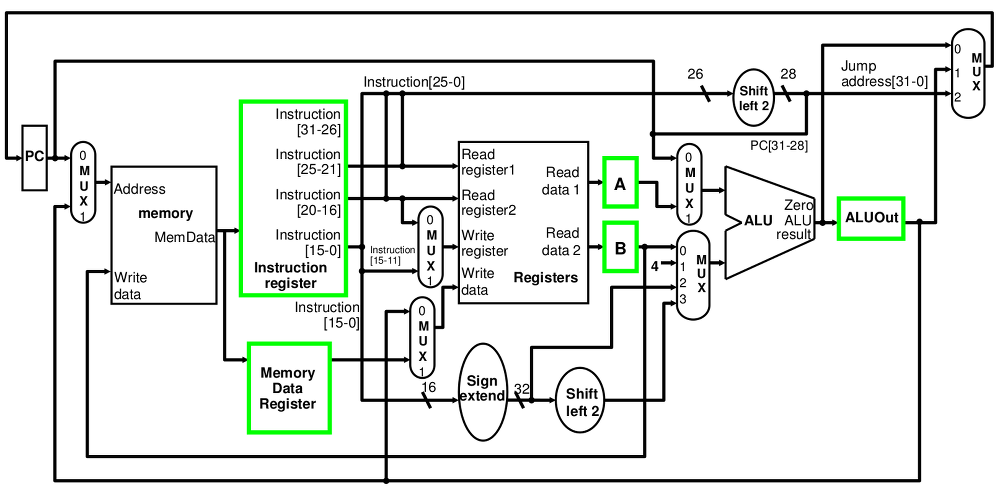 0
1
2
M
U
X
Jump
address[31-0]
26
28
Shift
left 2
PC[31-28]
Instruction[25-0]
PC
0
M
U
X
1
Address
memory
MemData
Write
data
Instruction
[31-26]
Instruction
[25-21]
Instruction
[20-16]
Instruction
[15-0]
Instruction
register
Instruction
[15-11]
0
M
U
X
1
Read
register1
Read
register2
Write
register
Write
data
Read
data 1
Read
data 2
Registers
A
B
0
M
U
X
1
4
0
1
2
3
M
U
X
ALU
Zero
ALU
result
ALUOut
Instruction
[15-0]
0
M
U
X
1
Memory
Data
Register
16
Sign
extend
32
Shift
left 2